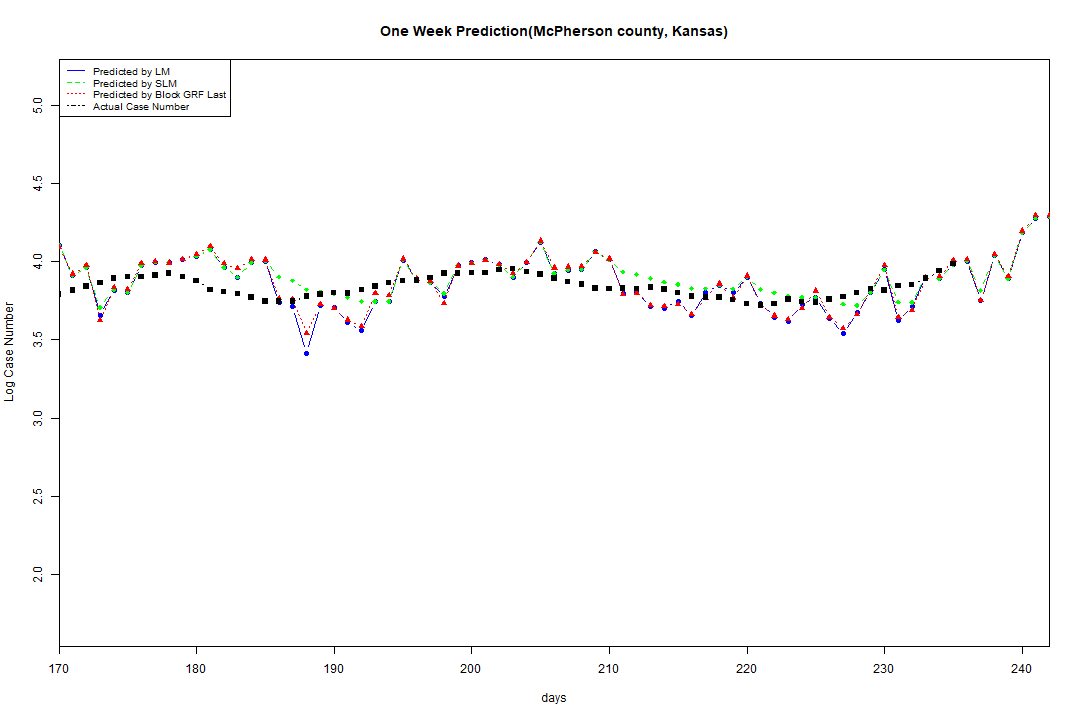 One Week Prediction(McPherson county, Kansas)
Predicted by LM
Predicted by SLM
Predicted by Block GRF Last
Actual Case Number
5.0
4.5
4.0
3.5
3.0
2.5
2.0
Log Case Number
170 180 190 200 210 220 230 240
days